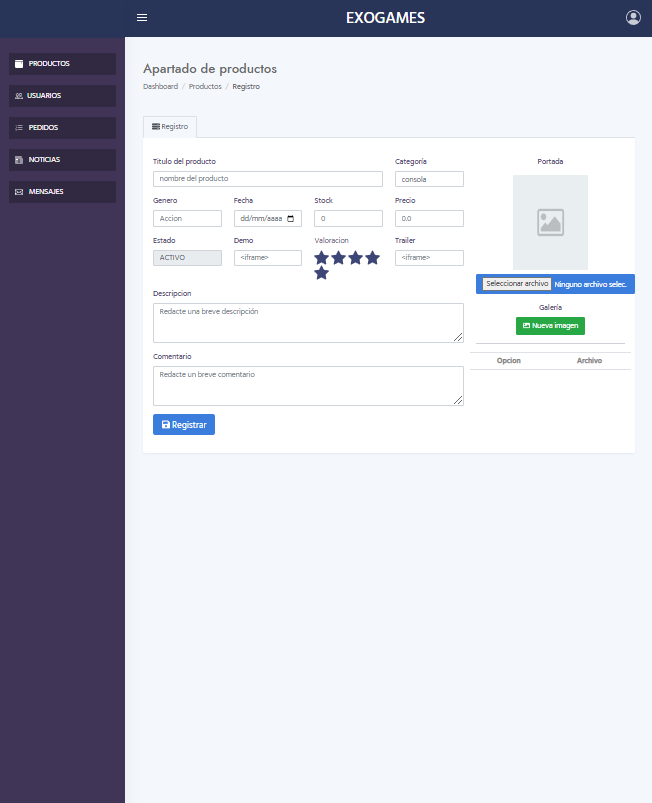 EXOGAMES
PRODUCTOS
USUARIOS
PEDIDOS
NOTICIAS
MENSAJES
Apartado de productos
Dashboard / Productos / Registro
Registro
Titulo del producto
Categoría
nombre del producto
consola
Genero
Fecha
Stock
Precio
Accion
dd/mm/aaaa
0
0.0
Estado
Demo
Valoracion
Trailer
ACTIVO
<iframe>
<iframe>
Descripcion
Redacte una breve descripción
Comentario
Redacte un breve comentario
Registrar
Portada
Seleccionar archivo Ninguno archivo selec.
Galería
Nueva imagen
Opcion
Archivo